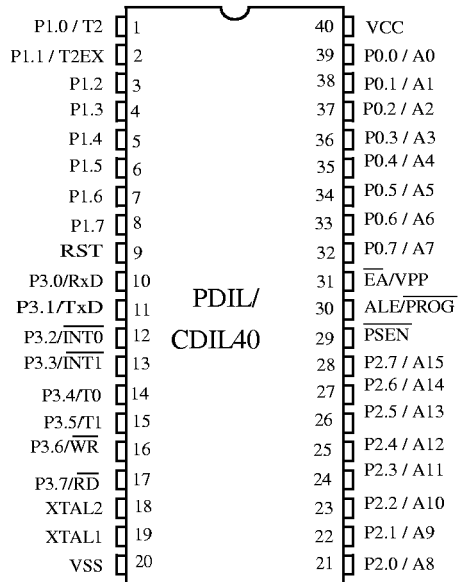 P1.0 / T2 1 40 VCC
P1.1 / T2EX 2 39 P0.0 / A0
P1.2 3 38 P0.1 / A1
P1.3 4 37 P0.2 / A2
P1.4 5 36 P0.3 / A3
P1.5 6 35 P0.4 / A4
P1.6 7 34 P0.5 / A5
P1.7 8 33 P0.6 / A6
RST 9 32 P0.7 / A7
P3.0/RxD 10 31 E̅A̅/VPP
P3.1/TxD 11 PDIL/ 30 ALE/P̅R̅O̅G̅
P3.2/I̅N̅T̅0̅ 12 CDIL40 29 P̅S̅E̅N̅
P3.3/I̅N̅T̅1̅ 13 28 P2.7 / A15
P3.4/T0 14 27 P2.6 / A14
P3.5/T1 15 26 P2.5 / A13
P3.6/W̅R̅ 16 25 P2.4 / A12
P3.7/R̅D̅ 17 24 P2.3 / A11
XTAL2 18 23 P2.2 / A10
XTAL1 19 22 P2.1 / A9
VSS 20 21 P2.0 / A8